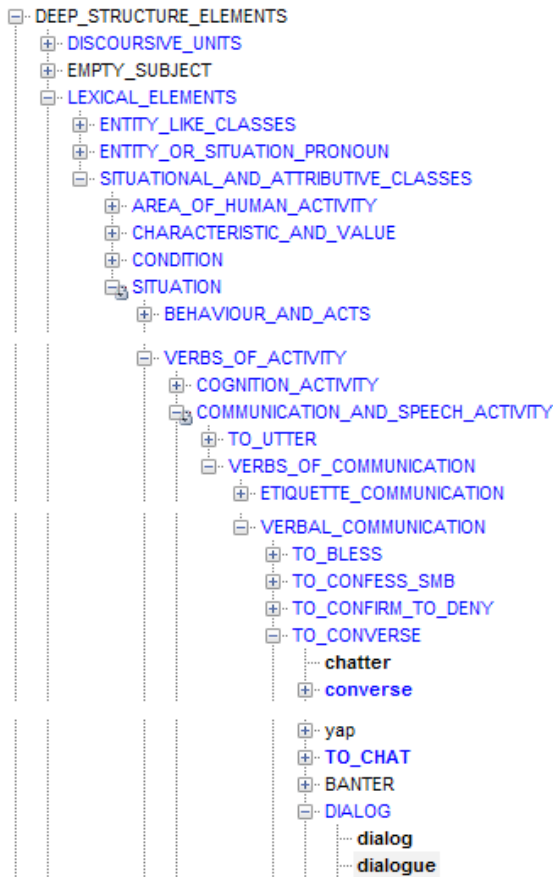 DEEP_STRUCTURE_ELEMENTS
DISCOURSIVE_UNITS
EMPTY_SUBJECT
LEXICAL_ELEMENTS
ENTITY_LIKE_CLASSES
ENTITY_OR_SITUATION_PRONOUN
SITUATIONAL_AND_ATTRIBUTIVE_CLASSES
AREA_OF_HUMAN_ACTIVITY
CHARACTERISTIC_AND_VALUE
CONDITION
SITUATION
BEHAVIOUR_AND_ACTS
VERBS_OF_ACTIVITY
COGNITION_ACTIVITY
COMMUNICATION_AND_SPEECH_ACTIVITY
TO_UTTER
VERBS_OF_COMMUNICATION
ETIQUETTE_COMMUNICATION
VERBAL_COMMUNICATION
TO_BLESS
TO_CONFESS_SMB
TO_CONFIRM_TO_DENY
TO_CONVERSE
chatter
converse
yap
TO_CHAT
BANTER
DIALOG
dialog
dialogue